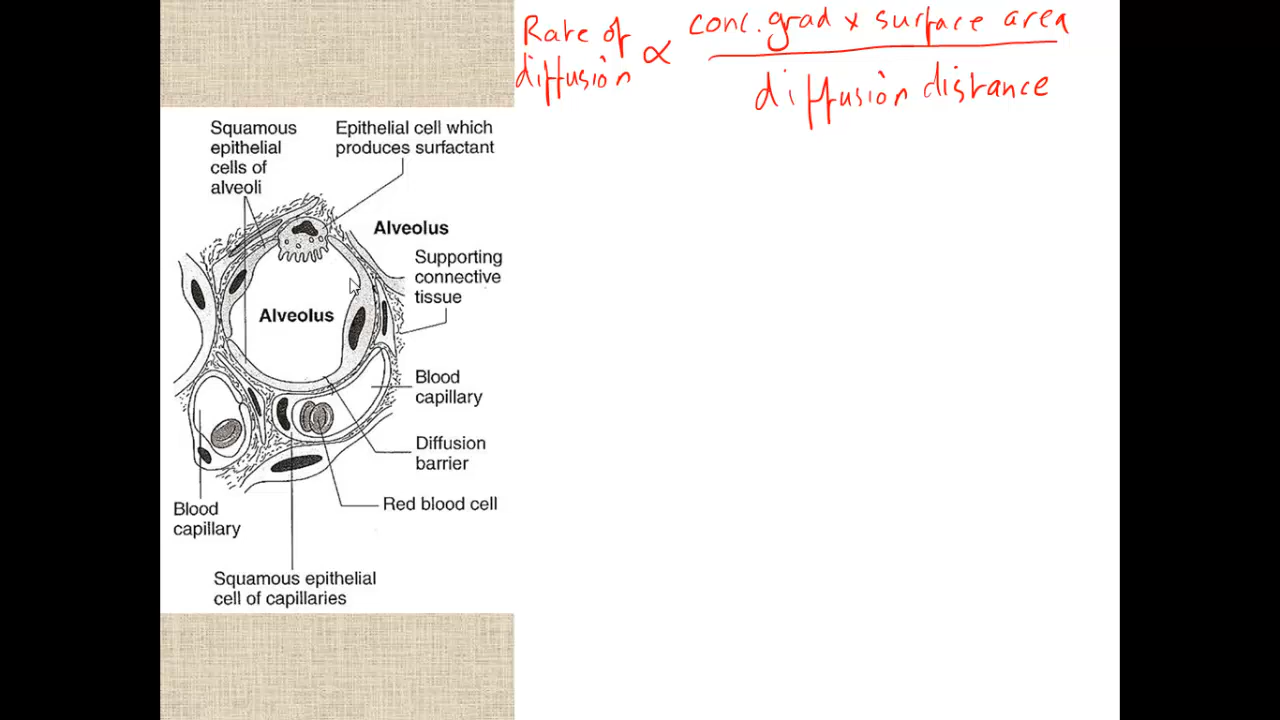 Rate of
diffusion
∝
conc. grad x surface area
diffusion distance
Squamous
epithelial
cells of
alveoli
Epithelial cell which
produces surfactant
Alveolus
Supporting
connective
tissue
Alveolus
Blood
capillary
Diffusion
barrier
Red blood cell
Blood
capillary
Squamous epithelial
cell of capillaries